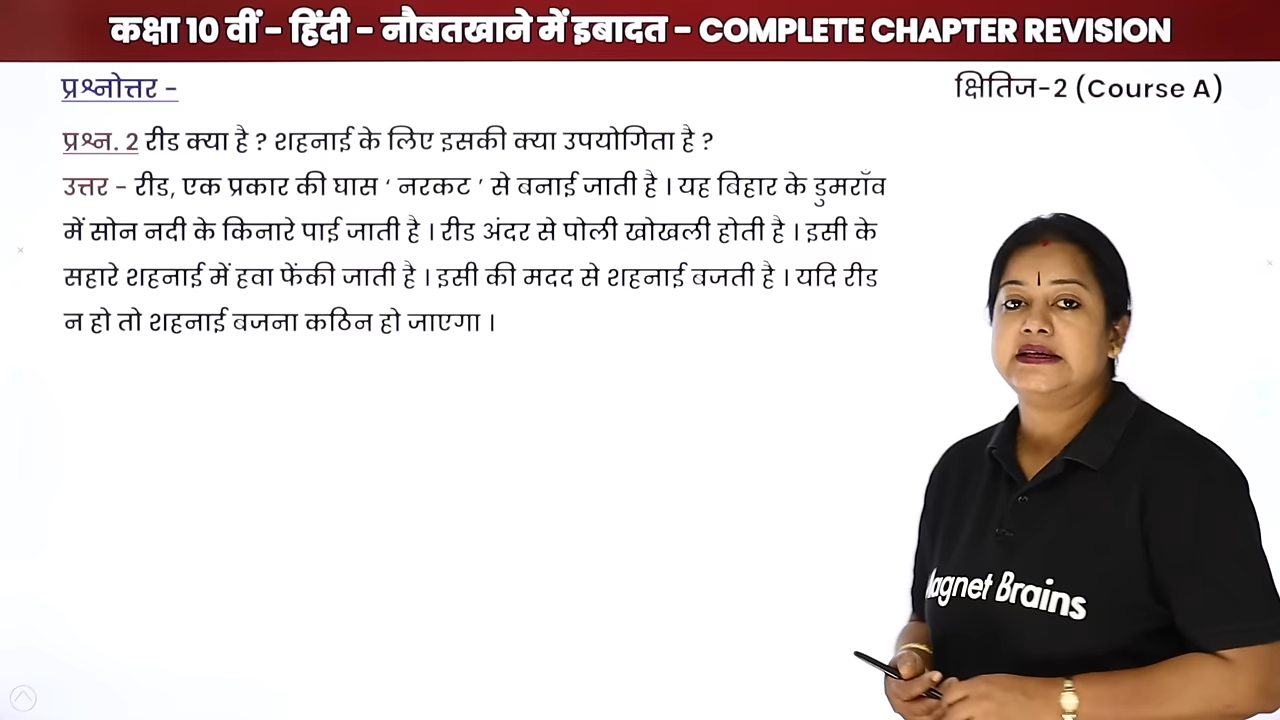 कक्षा 10 वीं - हिंदी - नौबतखाने में इबादत - COMPLETE CHAPTER REVISION
प्रश्नोत्तर -
क्षितिज-2 (Course A)
प्रश्न. 2 रीड क्या है ? शहनाई के लिए इसकी क्या उपयोगिता है ?
उत्तर - रीड, एक प्रकार की घास ‘ नरकट ’ से बनाई जाती है । यह बिहार के डुमराँव
में सोन नदी के किनारे पाई जाती है । रीड अंदर से पोली खोखली होती है । इसी के
सहारे शहनाई में हवा फेंकी जाती है । इसी की मदद से शहनाई बजती है । यदि रीड
न हो तो शहनाई बजना कठिन हो जाएगा ।
Magnet Brains